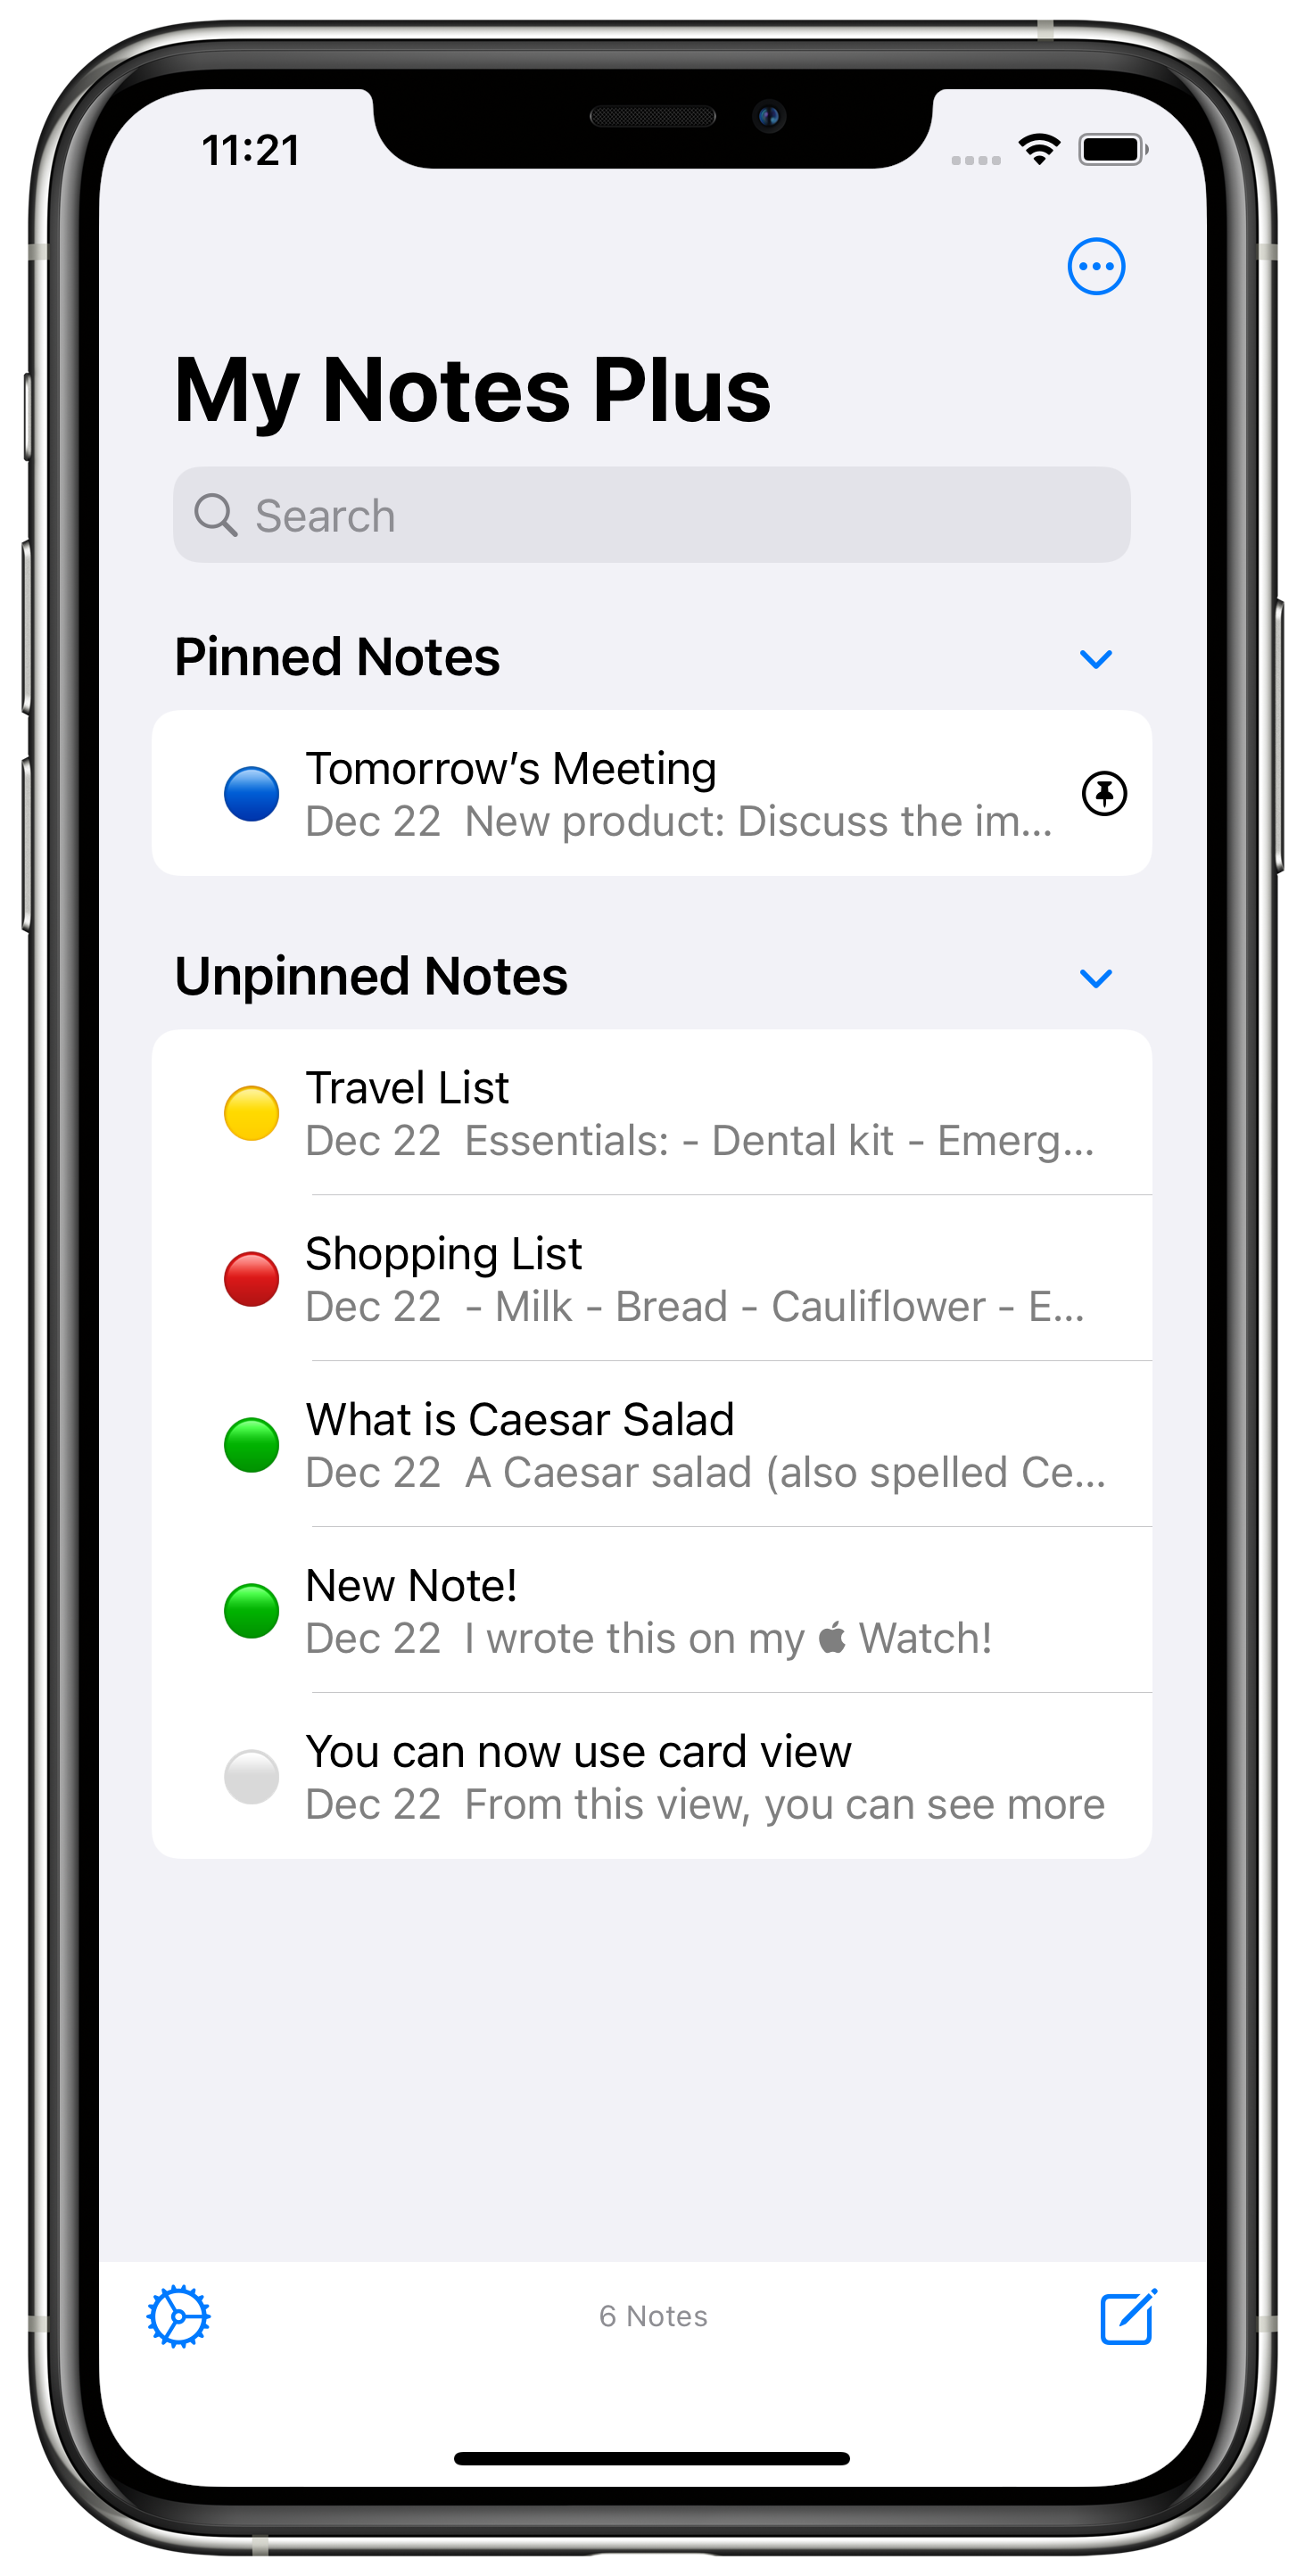 11:21
My Notes Plus
Search
Pinned Notes
Tomorrow’s Meeting
Dec 22 New product: Discuss the im...
Unpinned Notes
Travel List
Dec 22 Essentials: - Dental kit - Emerg...
Shopping List
Dec 22 - Milk - Bread - Cauliflower - E...
What is Caesar Salad
Dec 22 A Caesar salad (also spelled Ce...
New Note!
Dec 22 I wrote this on my  Watch!
You can now use card view
Dec 22 From this view, you can see more
6 Notes